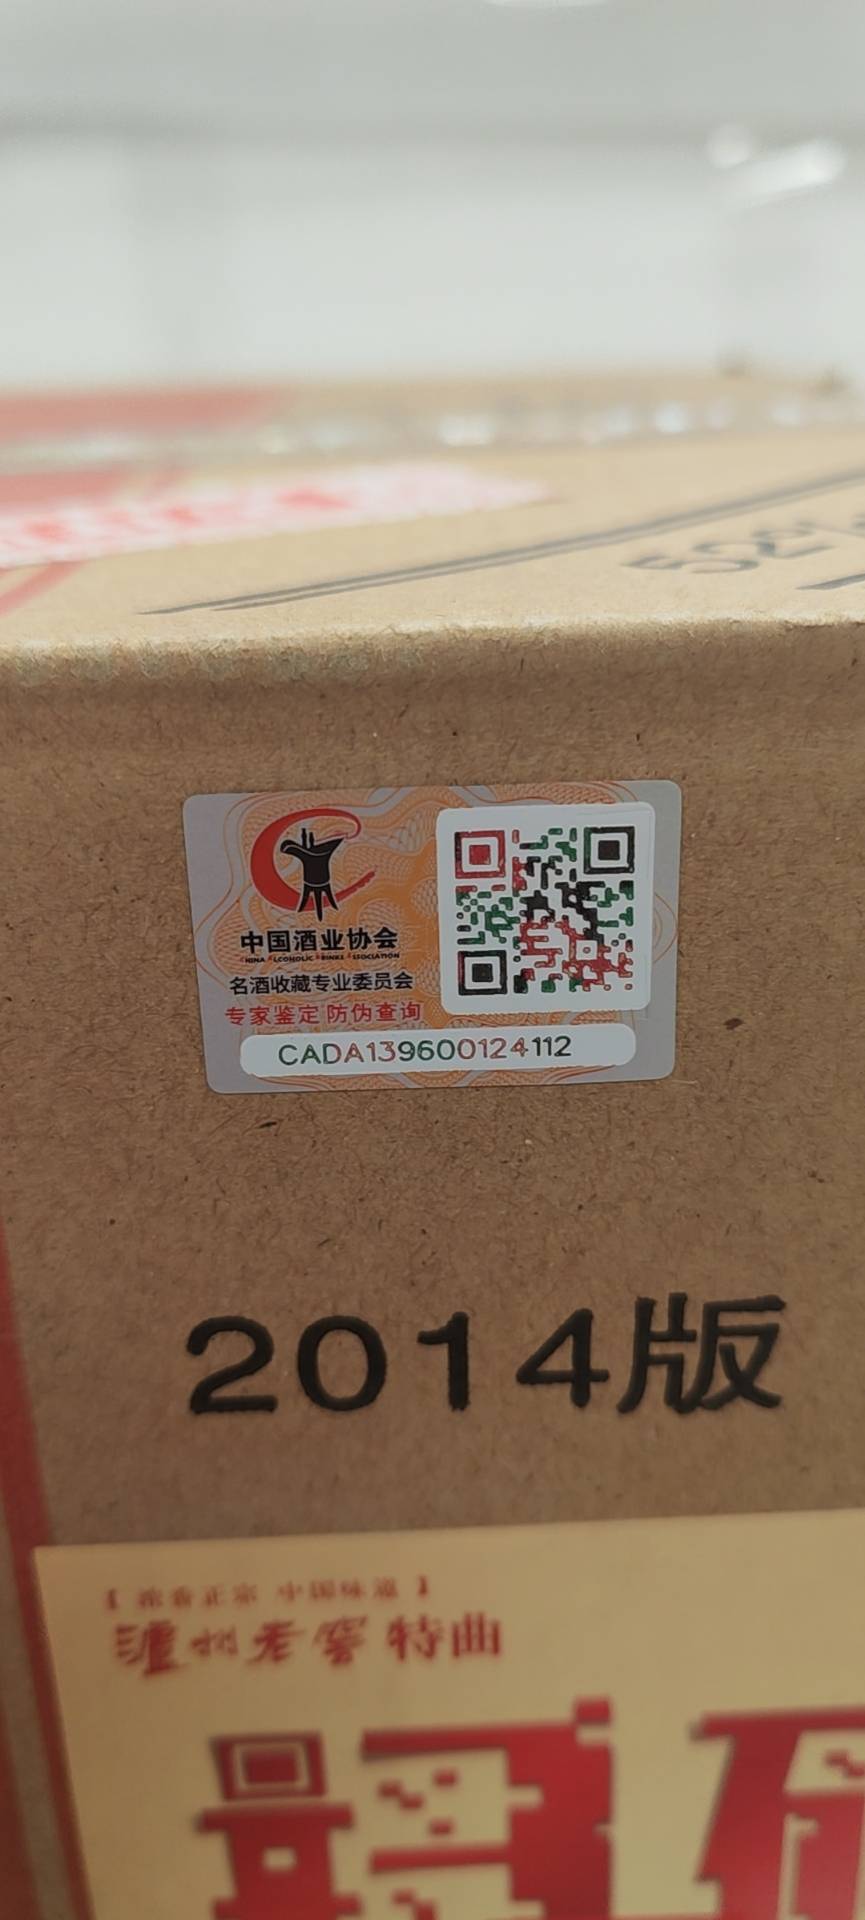 52%
中国酒业协会
CHINA ALCOHOLIC DRINKS ASSOCIATION
名酒收藏专业委员会
专家鉴定 防伪查询
CADA139600124112
2014版
【 浓香正宗 中国味道 】
泸州老窖 特曲